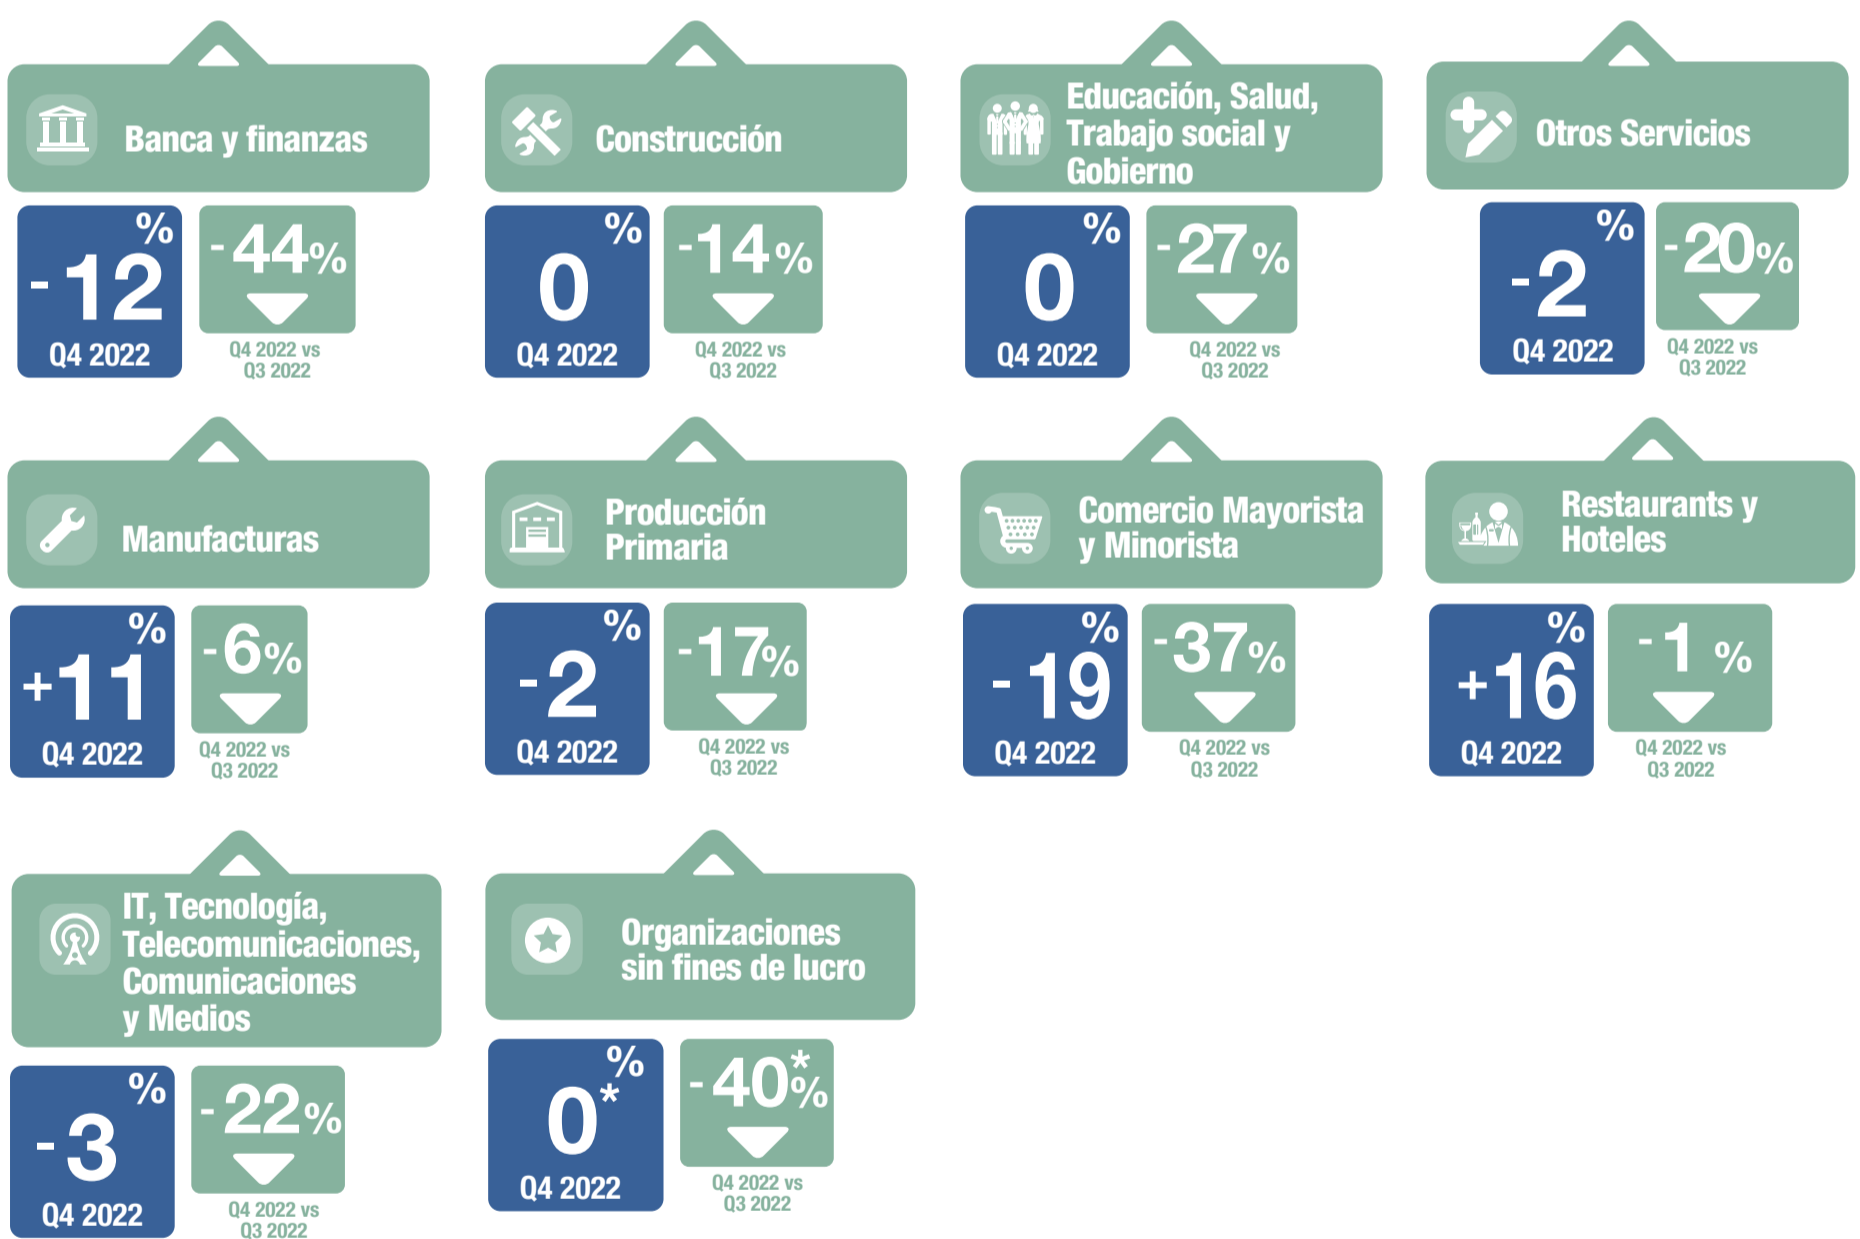 Banca y finanzas
%
-12
Q4 2022
-44%
Q4 2022 vs
Q3 2022
Construcción
%
0
Q4 2022
-14%
Q4 2022 vs
Q3 2022
Educación, Salud,
Trabajo social y
Gobierno
%
0
Q4 2022
-27%
Q4 2022 vs
Q3 2022
Otros Servicios
%
-2
Q4 2022
-20%
Q4 2022 vs
Q3 2022
Manufacturas
%
+11
Q4 2022
-6%
Q4 2022 vs
Q3 2022
Producción
Primaria
%
-2
Q4 2022
-17%
Q4 2022 vs
Q3 2022
Comercio Mayorista
y Minorista
%
-19
Q4 2022
-37%
Q4 2022 vs
Q3 2022
Restaurants y
Hoteles
%
+16
Q4 2022
-1 %
Q4 2022 vs
Q3 2022
IT, Tecnología,
Telecomunicaciones,
Comunicaciones
y Medios
%
-3
Q4 2022
-22%
Q4 2022 vs
Q3 2022
Organizaciones
sin fines de lucro
%
0*
Q4 2022
-40*%
Q4 2022 vs
Q3 2022